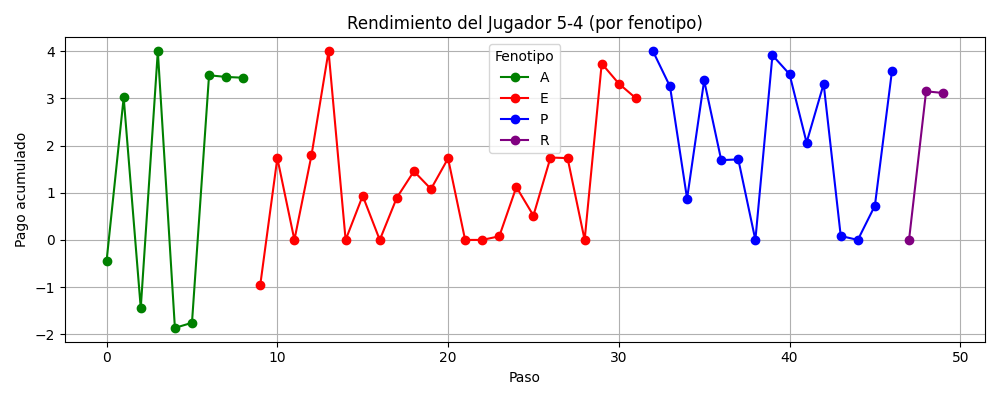 Rendimiento del Jugador 5-4 (por fenotipo)
Pago acumulado
4
3
2
1
0
−1
−2
Fenotipo
A
E
P
R
0 10 20 30 40 50
Paso